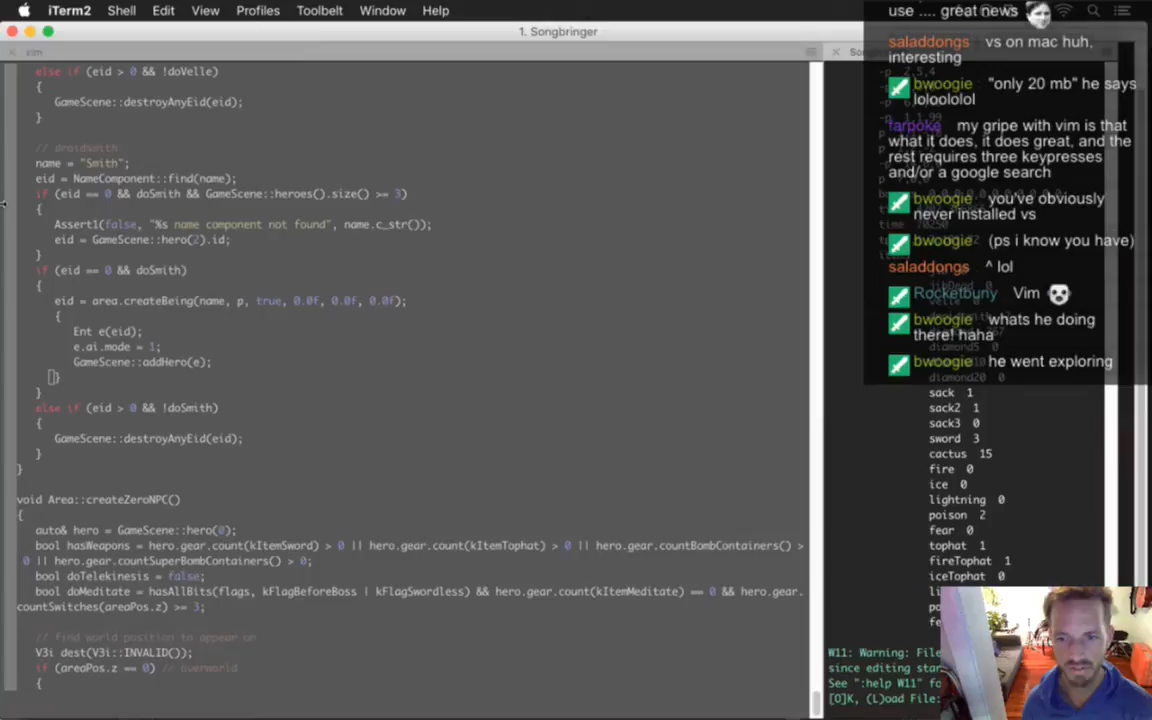 iTerm2 Shell Edit View Profiles Toolbelt Window Help
1. Songbringer
vim
else if (eid > 0 && !doVelle)
{
GameScene::destroyAnyEid(eid);
}
// droidsmith
name = "Smith";
eid = NameComponent::find(name);
if (eid == 0 && doSmith && GameScene::heroes().size() >= 3)
{
Assert1(false, "%s name component not found", name.c_str());
eid = GameScene::hero(2).id;
}
if (eid == 0 && doSmith)
{
eid = area.createBeing(name, p, true, 0.0f, 0.0f, 0.0f);
{
Ent e(eid);
e.ai.mode = 1;
GameScene::addHero(e);
}
}
else if (eid > 0 && !doSmith)
{
GameScene::destroyAnyEid(eid);
}
}
void Area::createZeroNPC()
{
auto& hero = GameScene::hero(0);
bool hasWeapons = hero.gear.count(kItemSword) > 0 || hero.gear.count(kItemTophat) > 0 || hero.gear.countBombContainers() >
0 || hero.gear.countSuperBombContainers() > 0;
bool doTelekinesis = false;
bool doMeditate = hasAllBits(flags, kFlagBeforeBoss | kFlagSwordless) && hero.gear.count(kItemMeditate) == 0 && hero.gear.
countSwitches(areaPos.z) >= 3;
// find world position to appear on
V3i dest(V3i::INVALID());
if (areaPos.z == 0) // overworld
{
use .... great news
saladdongs vs on mac huh,
interesting
bwoogie "only 20 mb" he says
loloololol
farpoke my gripe with vim is that
what it does, it does great, and the
rest requires three keypresses
and/or a google search
bwoogie you've obviously
never installed vs
bwoogie (ps i know you have)
saladdongs ^ lol
Rocketbuny Vim
bwoogie whats he doing
there! haha
bwoogie he went exploring
diamond20 0
sack 1
sack2 1
sack3 0
sword 3
cactus 15
fire 0
ice 0
lightning 0
poison 2
fear 0
tophat 1
fireTophat 1
iceTophat 0
W11: Warning: File
since editing star
See ":help W11" fo
[O]K, (L)oad File: